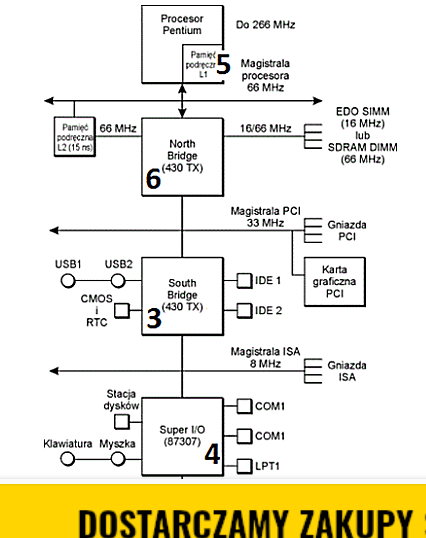 Procesor
Pentium
Do 266 MHz
Pamięć
podręcz
L1
5
Magistrala
procesora
66 MHz
Pamięć
podręczna
L2 (15 ns)
66 MHz
North
Bridge
(430 TX)
6
16/66 MHz
EDO SIMM
(16 MHz)
lub
SDRAM DIMM
(66 MHz)
Magistrala PCI
33 MHz
Gniazda
PCI
Karta
graficzna
PCI
USB1
USB2
South
Bridge
(430 TX)
3
IDE 1
CMOS
i
RTC
IDE 2
Magistrala ISA
8 MHz
Gniazda
ISA
Stacja
dysków
Super I/O
(87307)
4
COM1
COM1
Klawiatura
Myszka
LPT1
DOSTARCZAMY ZAKUPY